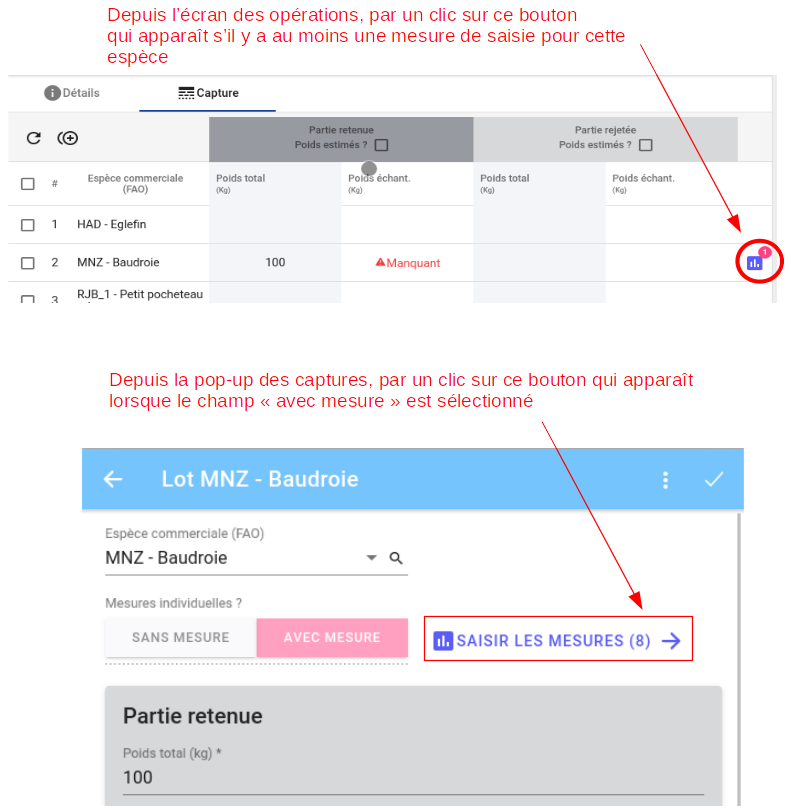 Depuis l'écran des opérations, par un clic sur ce bouton
qui apparaît s'il y a au moins une mesure de saisie pour cette
espèce
Détails
Capture
Partie retenue
Poids estimés ?
Partie rejetée
Poids estimés ?
#
Espèce commerciale
(FAO)
Poids total
(Kg)
Poids échant.
(Kg)
Poids total
(Kg)
Poids échant.
(Kg)
1 HAD - Eglefin
2 MNZ - Baudroie 100 Manquant 1
3 RJB_1 - Petit pocheteau
Depuis la pop-up des captures, par un clic sur ce bouton qui apparaît
lorsque le champ « avec mesure » est sélectionné
Lot MNZ - Baudroie
Espèce commerciale (FAO)
MNZ - Baudroie
Mesures individuelles ?
SANS MESURE AVEC MESURE SAISIR LES MESURES (8)
Partie retenue
Poids total (kg) *
100